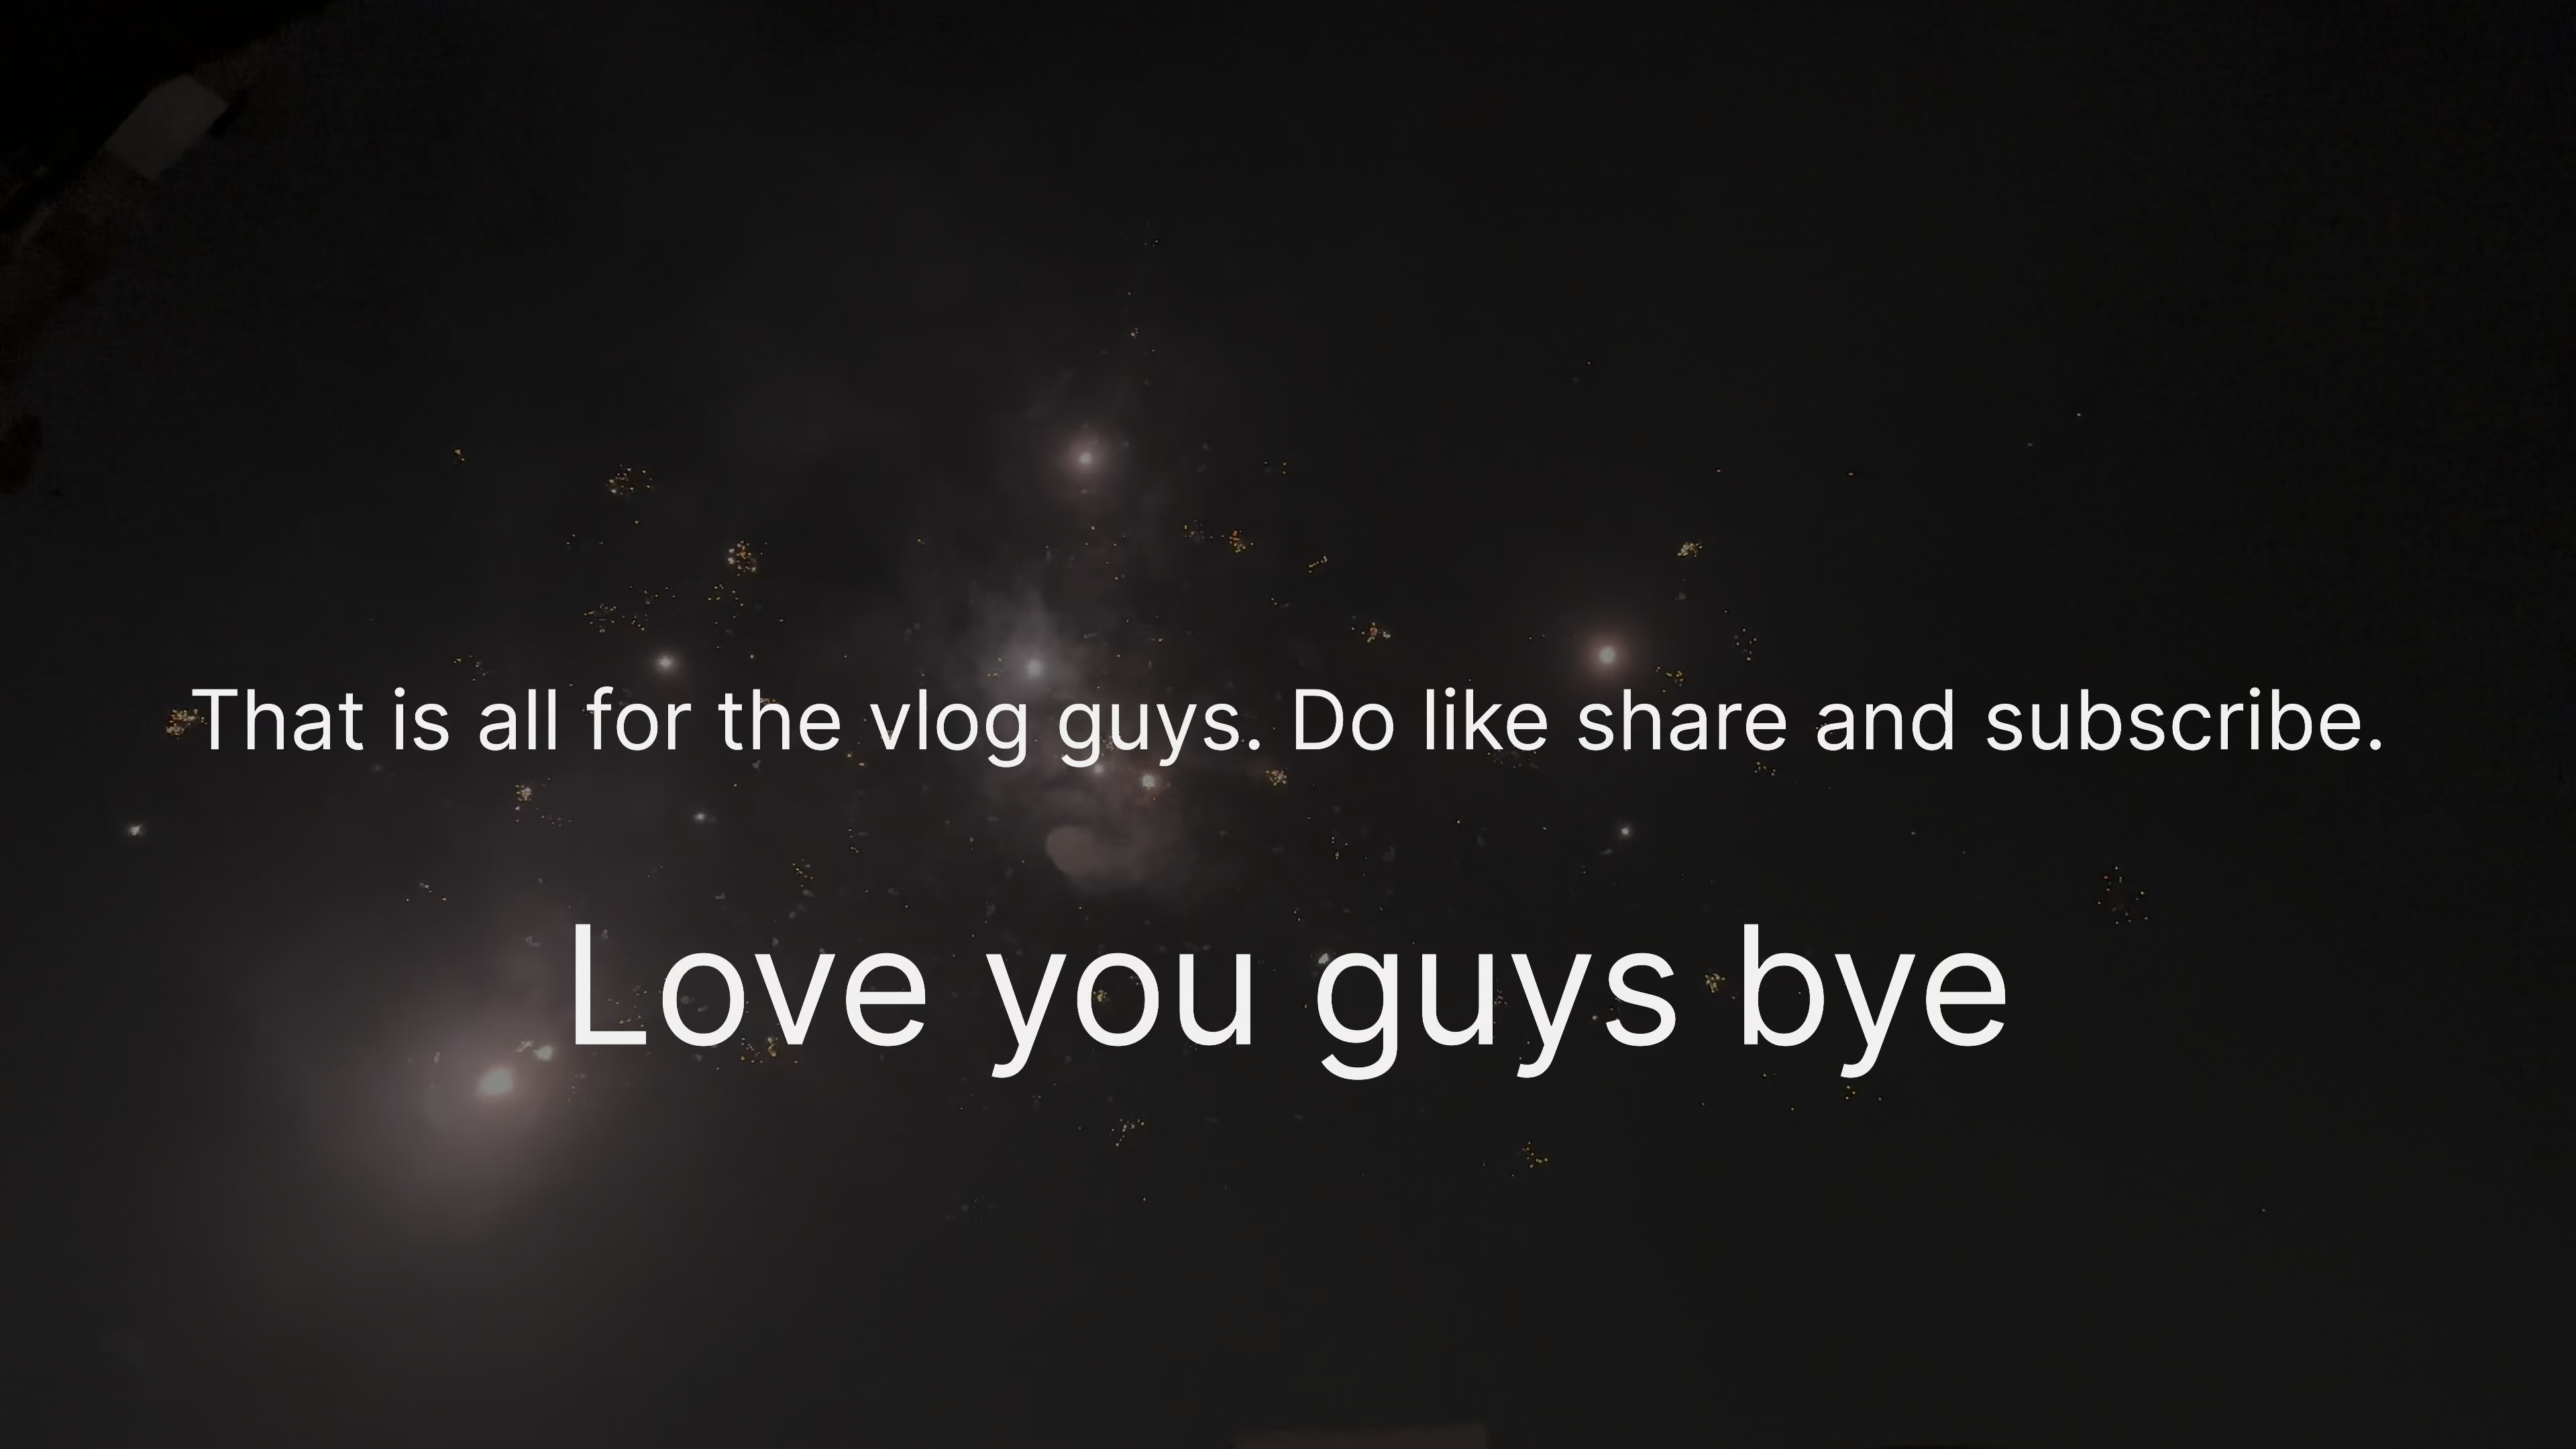 That is all for the vlog guys. Do like share and subscribe.
Love you guys bye